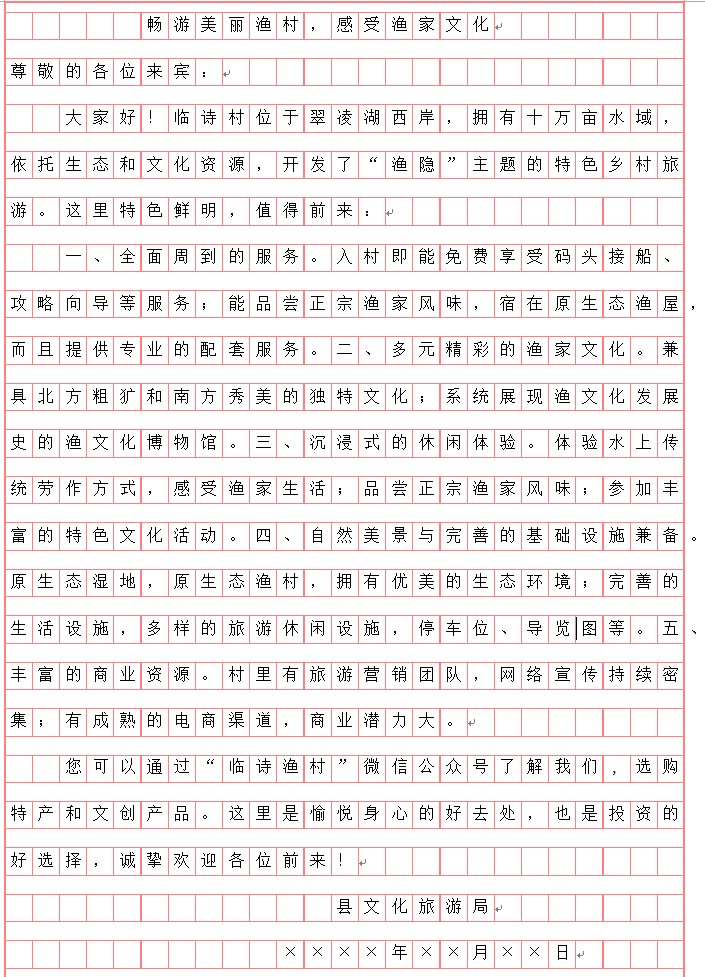 畅游美丽渔村，感受渔家文化
尊敬的各位来宾：
大家好！临诗村位于翠凌湖西岸，拥有十万亩水域，
依托生态和文化资源，开发了“渔隐”主题的特色乡村旅
游。这里特色鲜明，值得前来：
一、全面周到的服务。入村即能免费享受码头接船、
攻略向导等服务；能品尝正宗渔家风味，宿在原生态渔屋，
而且提供专业的配套服务。二、多元精彩的渔家文化。兼
具北方粗犷和南方秀美的独特文化；系统展现渔文化发展
史的渔文化博物馆。三、沉浸式的休闲体验。体验水上传
统劳作方式，感受渔家生活；品尝正宗渔家风味；参加丰
富的特色文化活动。四、自然美景与完善的基础设施兼备。
原生态湿地，原生态渔村，拥有优美的生态环境；完善的
生活设施，多样的旅游休闲设施，停车位、导览图等。五、
丰富的商业资源。村里有旅游营销团队，网络宣传持续密
集；有成熟的电商渠道，商业潜力大。
您可以通过“临诗渔村”微信公众号了解我们，选购
特产和文创产品。这里是愉悦身心的好去处，也是投资的
好选择，诚挚欢迎各位前来！
县文化旅游局
××××年××月××日